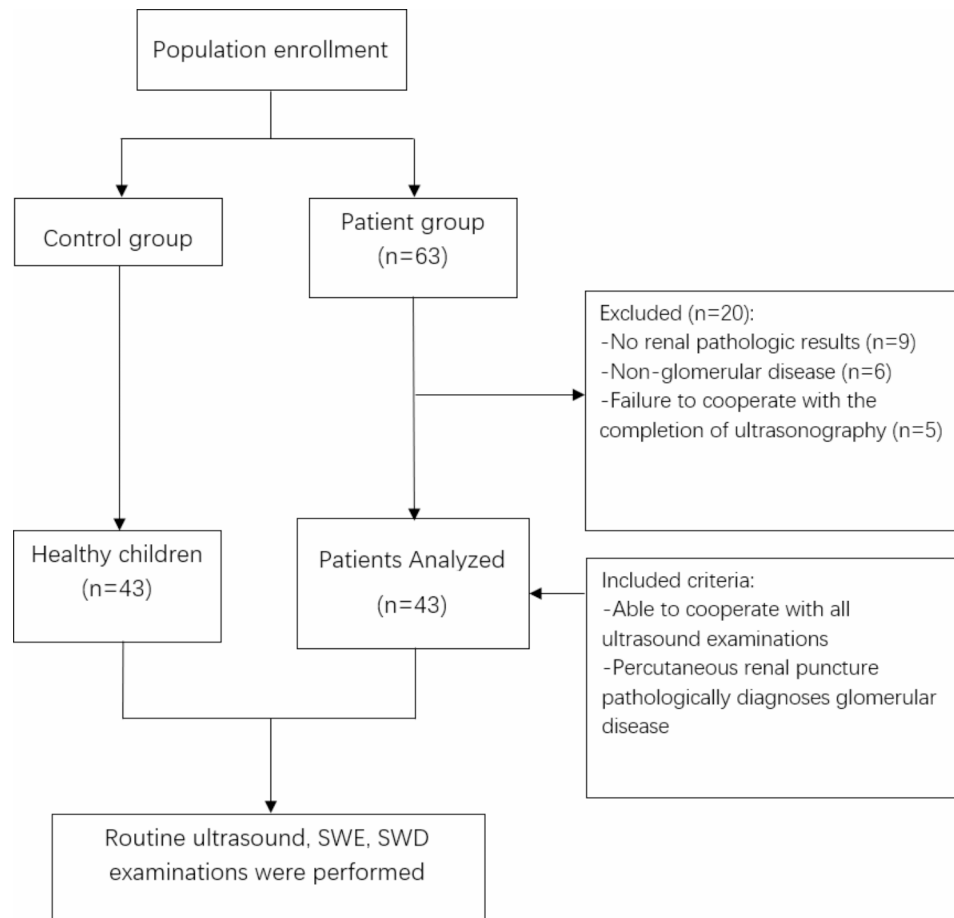 Population enrollment
Control group
Patient group
(n=63)
Excluded (n=20):
-No renal pathologic results (n=9)
-Non-glomerular disease (n=6)
-Failure to cooperate with the
completion of ultrasonography (n=5)
Healthy children
(n=43)
Patients Analyzed
(n=43)
Included criteria:
-Able to cooperate with all
ultrasound examinations
-Percutaneous renal puncture
pathologically diagnoses glomerular
disease
Routine ultrasound, SWE, SWD
examinations were performed